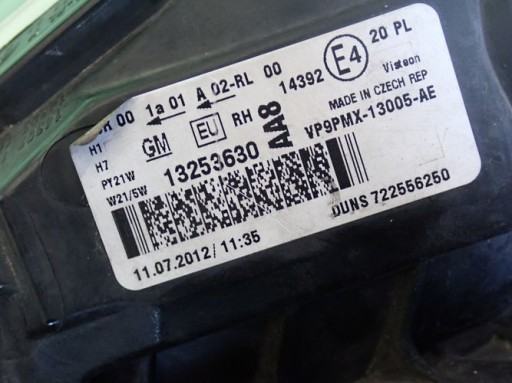 R 00 1a 01 A 02-RL 00 14392 E4 20 PL
H1 GM EU RH AA8 Visteon
H7 MADE IN CZECH REP
PY21W 13253630 VP9PMX-13005-AE
W21/5W
DUNS 722556250
11.07.2012/ 11:35